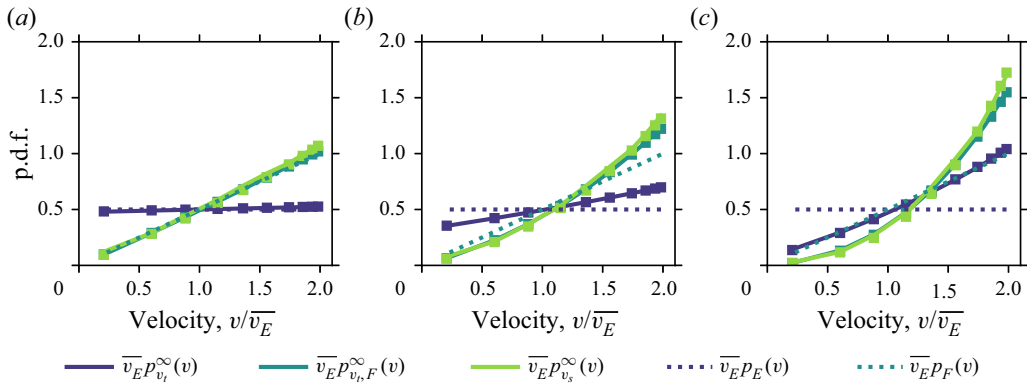 (a) (b) (c)
2.0 2.0 2.0
1.5 1.5 1.5
1.0 1.0 1.0
0.5 0.5 0.5
p.d.f.
0 0.5 1.0 1.5 2.0 0 0.5 1.0 1.5 2.0 0 0.5 1.0 1.5 2.0
Velocity, $v/\overline{v_E}$ Velocity, $v/\overline{v_E}$ Velocity, $v/\overline{v_E}$
$\overline{v_E}p^{\infty}_{v_t}(v)$ $\overline{v_E}p^{\infty}_{v_t,F}(v)$ $\overline{v_E}p^{\infty}_{v_s}(v)$ $\overline{v_E}p_E(v)$ $\overline{v_E}p_F(v)$